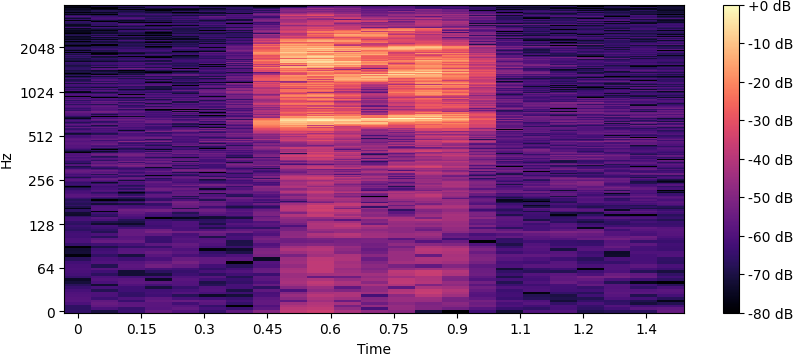 +0 dB
2048
-10 dB
1024
-20 dB
512
-30 dB
Hz
256
-40 dB
128
-50 dB
64
-60 dB
0
-70 dB
-80 dB
0 0.15 0.3 0.45 0.6 0.75 0.9 1.1 1.2 1.4
Time